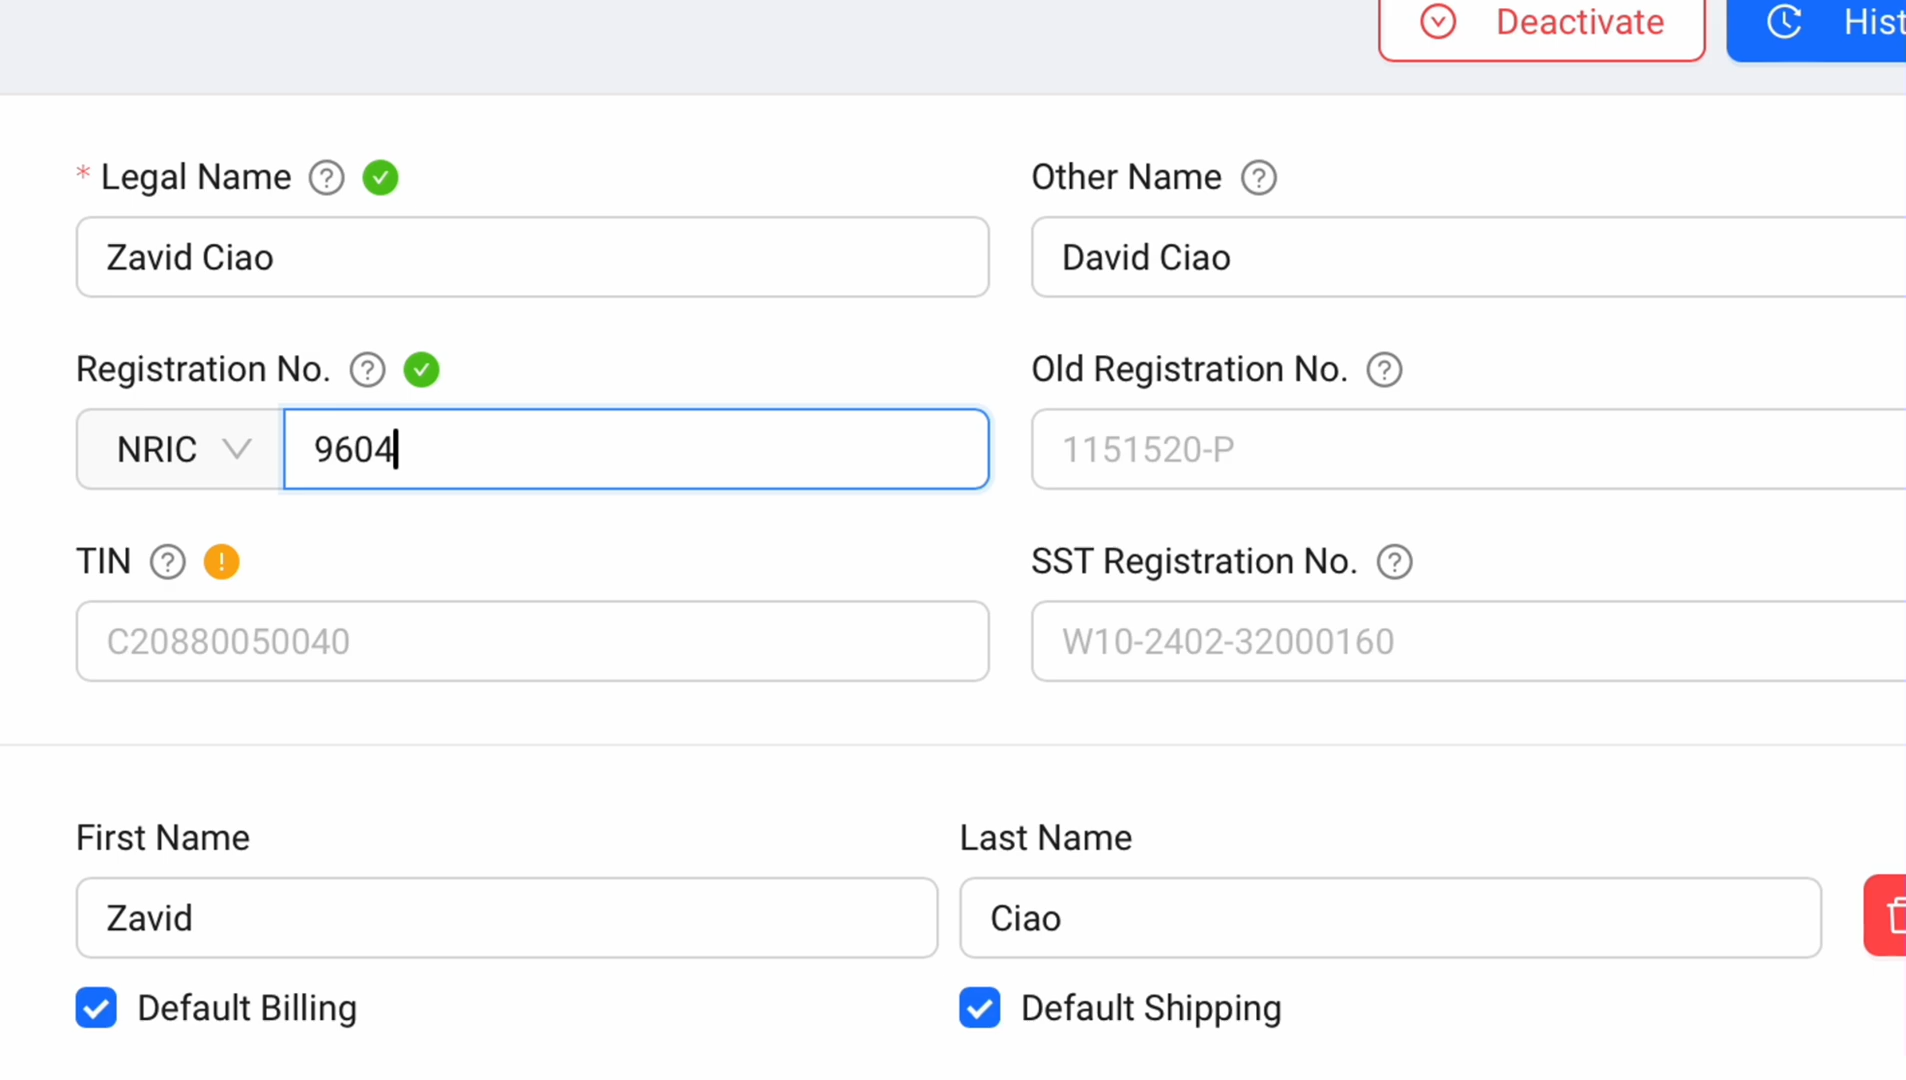 Deactivate
Hist
* Legal Name
Other Name
Zavid Ciao
David Ciao
Registration No.
Old Registration No.
NRIC
9604
1151520-P
TIN
SST Registration No.
C20880050040
W10-2402-32000160
First Name
Last Name
Zavid
Ciao
Default Billing
Default Shipping